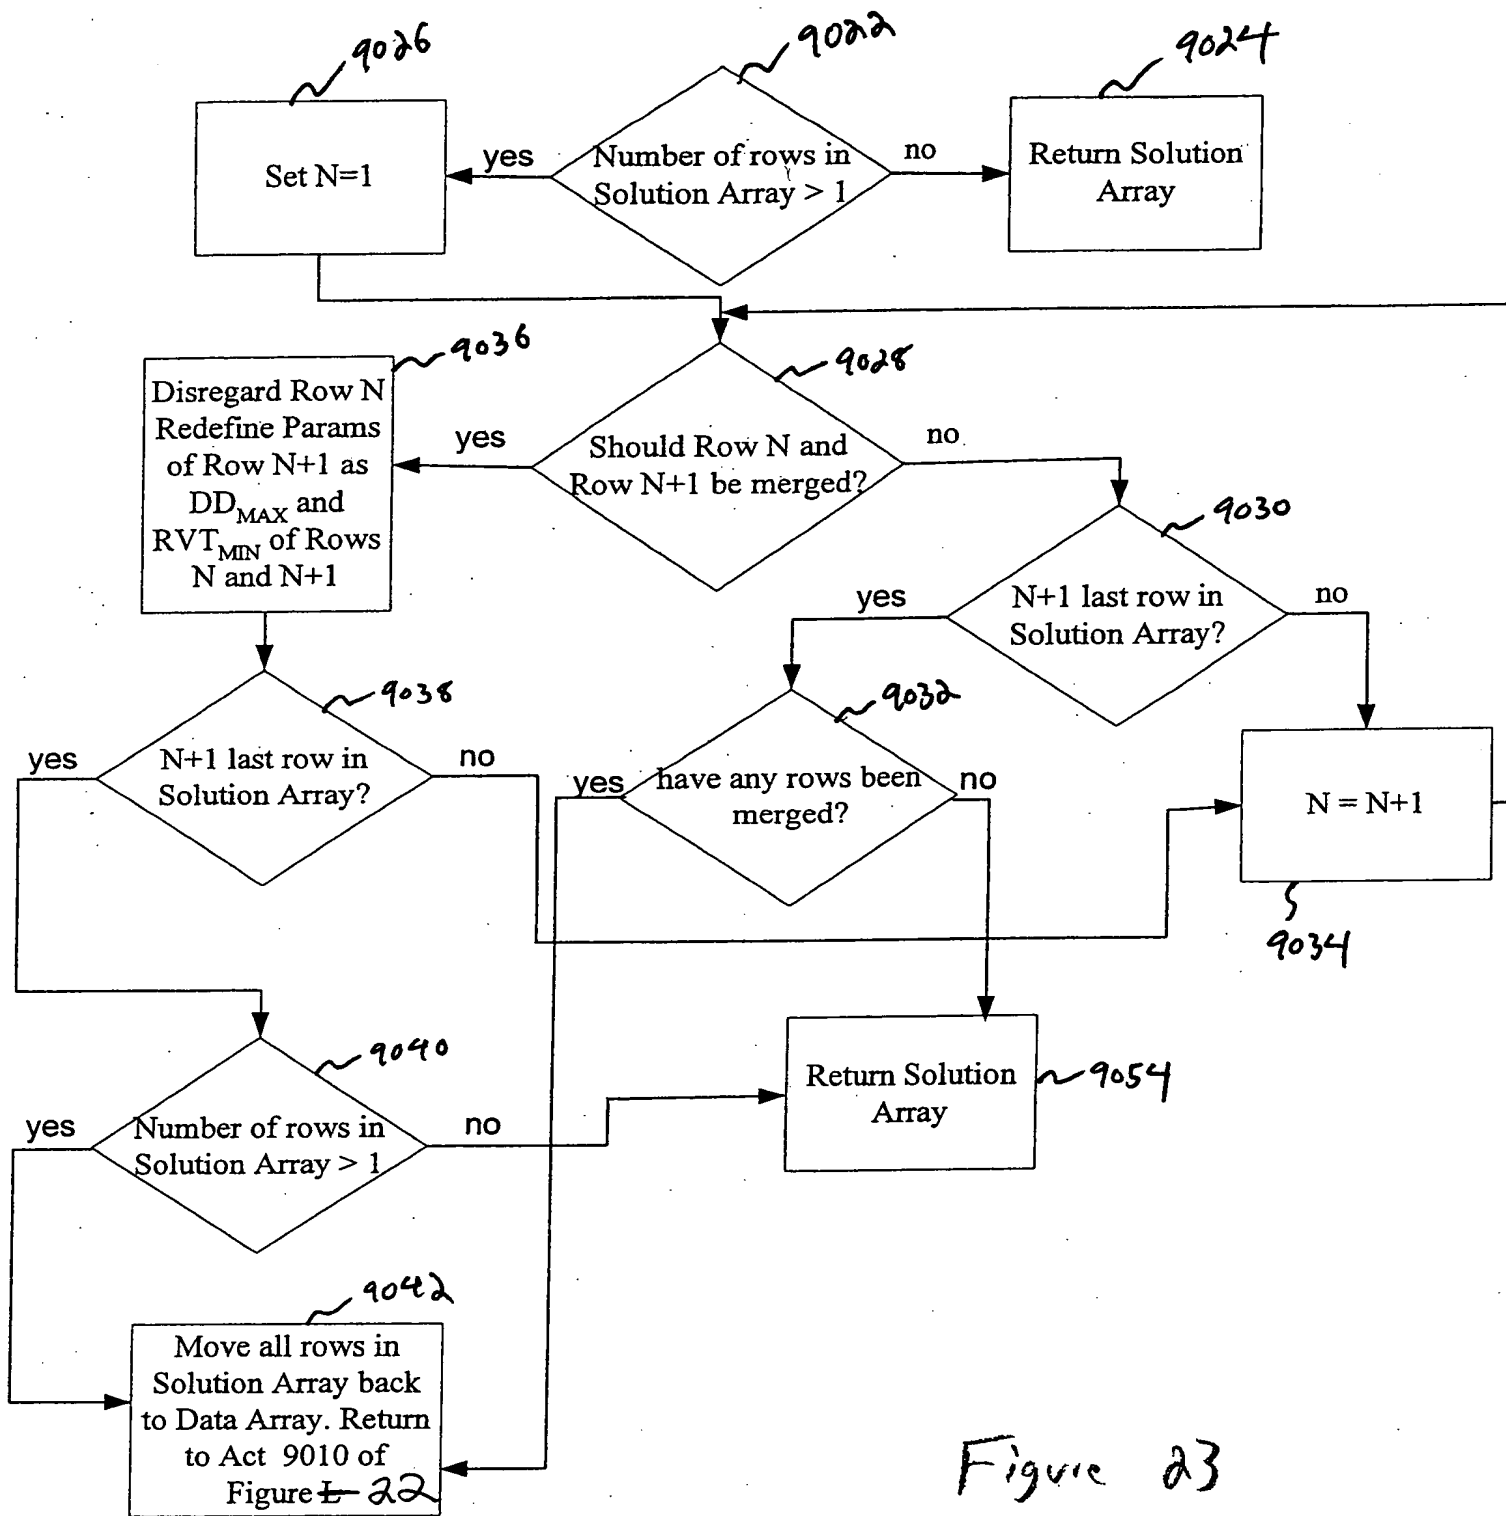 9026
9022
9024
Set N=1
yes
Number of rows in
Solution Array > 1
no
Return Solution
Array
9036
9028
Disregard Row N
Redefine Params
of Row N+1 as
DD_MAX and
RVT_MIN of Rows
N and N+1
yes
Should Row N and
Row N+1 be merged?
no
9030
yes
N+1 last row in
Solution Array?
no
9038
9032
yes
N+1 last row in
Solution Array?
no
yes
have any rows been
merged?
no
N = N+1
9034
9040
yes
Number of rows in
Solution Array > 1
no
Return Solution
Array
9054
9042
Move all rows in
Solution Array back
to Data Array. Return
to Act 9010 of
Figure L 22
Figure 23